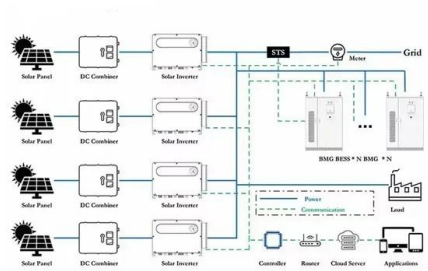 STS
Grid
Meter
Solar Panel
DC Combiner
Solar Inverter
Solar Panel
DC Combiner
Solar Inverter
BMG BESS * N BMG * N
Solar Panel
DC Combiner
Solar Inverter
Power
Communication
Load
Solar Panel
DC Combiner
Solar Inverter
Controller
Router
Cloud Server
Applications